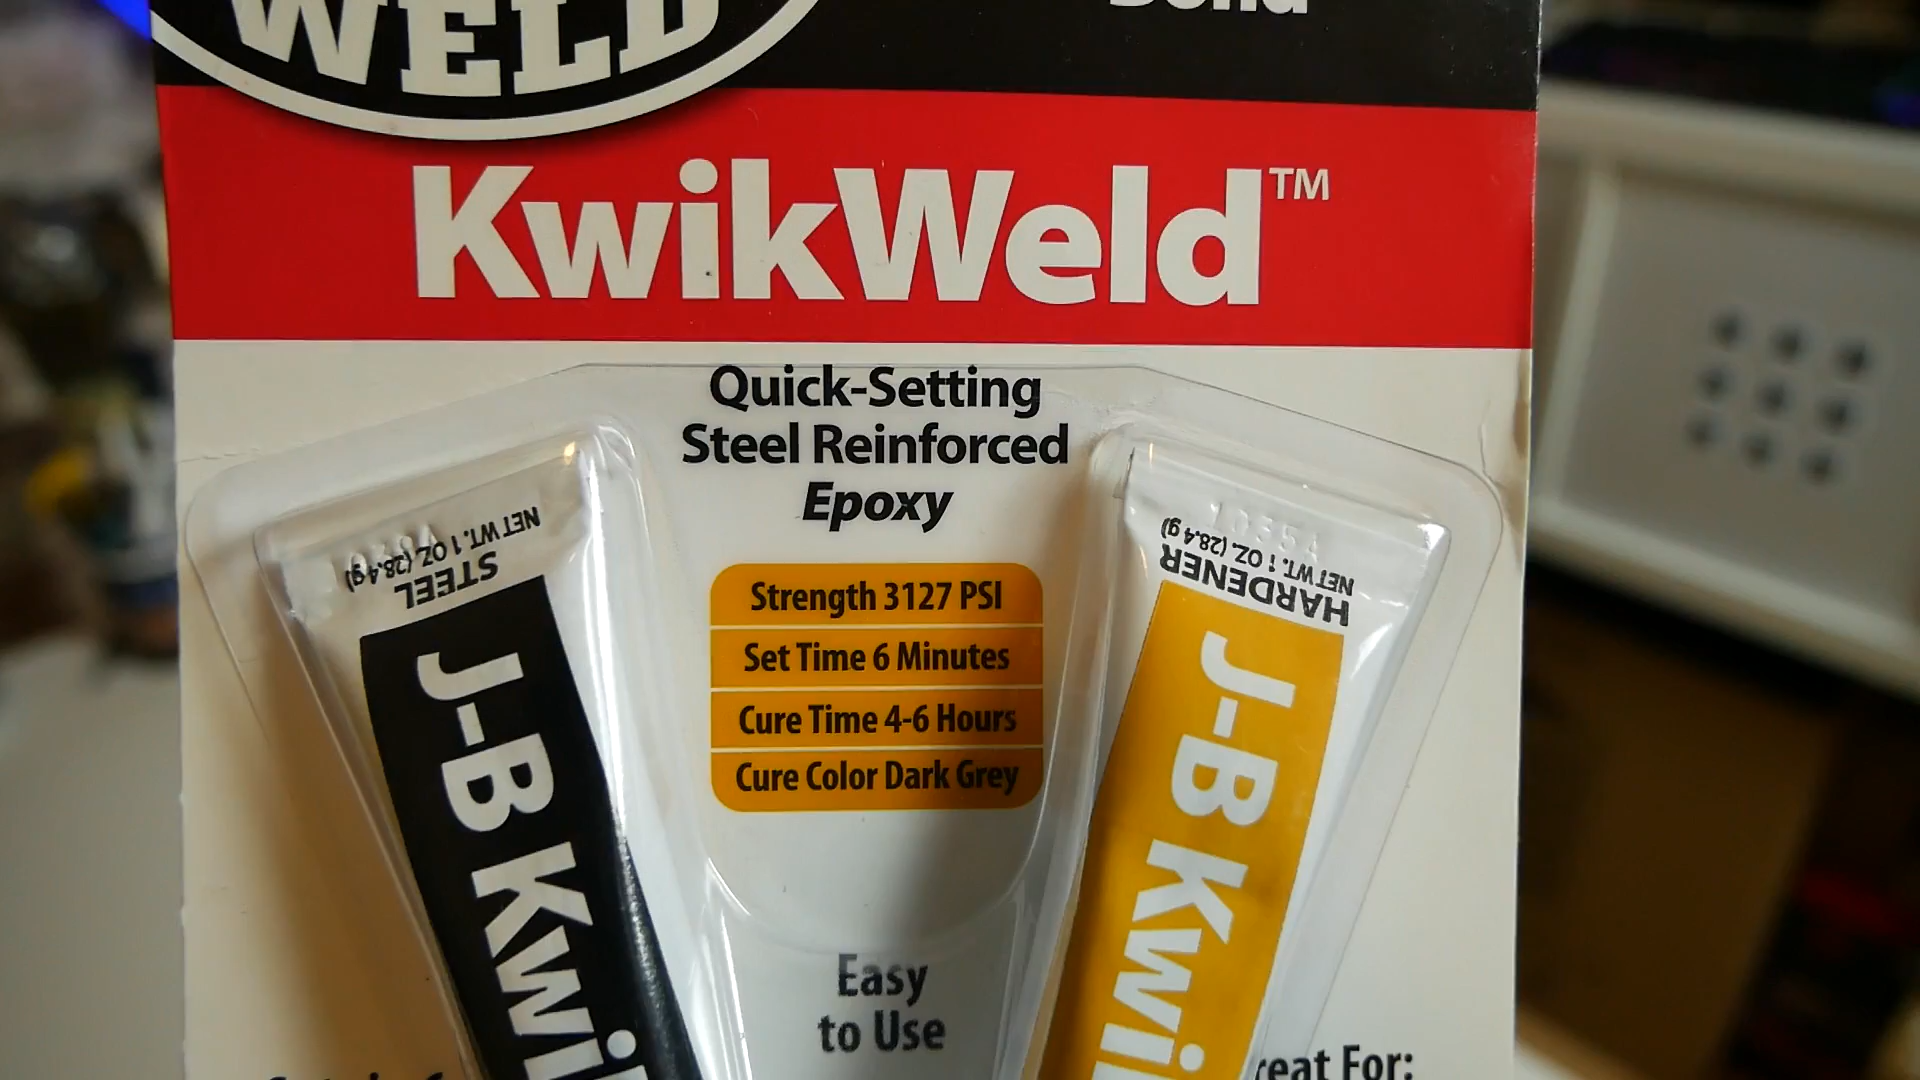 WELD
KwikWeld™
Quick-Setting
Steel Reinforced
Epoxy
Strength 3127 PSI
Set Time 6 Minutes
Cure Time 4-6 Hours
Cure Color Dark Grey
Easy
to Use
NET WT. 1 OZ. (28.4 g)
STEEL
J-B Kwi
NET WT. 1 OZ. (28.4 g)
HARDENER
J-B Kwi
reat For: